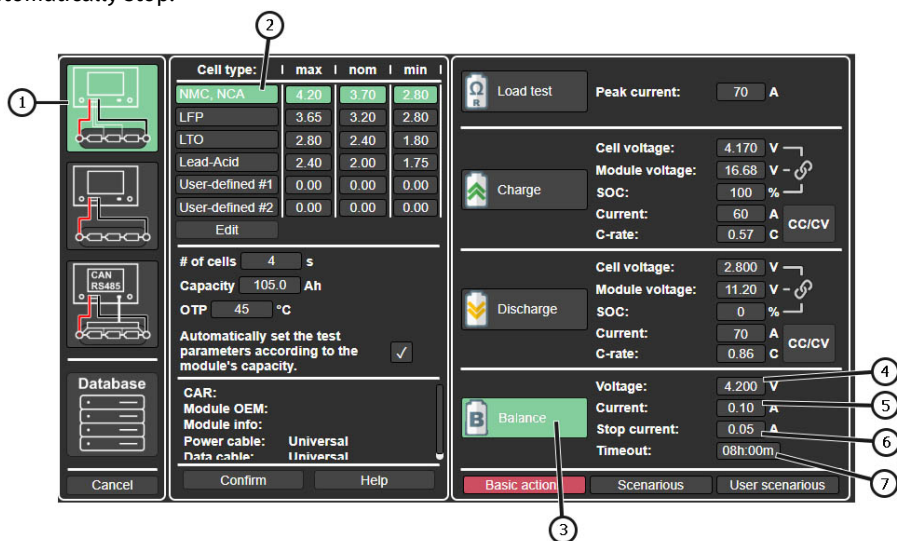 automatically stop.
2
1
Cell type: | max | nom | min |
NMC, NCA 4.20 3.70 2.80
LFP 3.65 3.20 2.80
LTO 2.80 2.40 1.80
Lead-Acid 2.40 2.00 1.75
User-defined #1 0.00 0.00 0.00
User-defined #2 0.00 0.00 0.00
Edit
# of cells 4 s
Capacity 105.0 Ah
OTP 45 °C
Automatically set the test
parameters according to the
module's capacity. ✓
CAR:
Module OEM:
Module info:
Power cable: Universal
Data cable: Universal
Confirm Help
CAN
RS485
Database
Cancel
Ω
R
Load test Peak current: 70 A
Charge
Cell voltage: 4.170 V
Module voltage: 16.68 V
SOC: 100 %
Current: 60 A
C-rate: 0.57 C
CC/CV
Discharge
Cell voltage: 2.800 V
Module voltage: 11.20 V
SOC: 0 %
Current: 70 A
C-rate: 0.86 C
CC/CV
B
Balance
Voltage: 4.200 V
Current: 0.10 A
Stop current: 0.05 A
Timeout: 08h:00m
Basic action Scenarious User scenarious
4
5
6
7
3